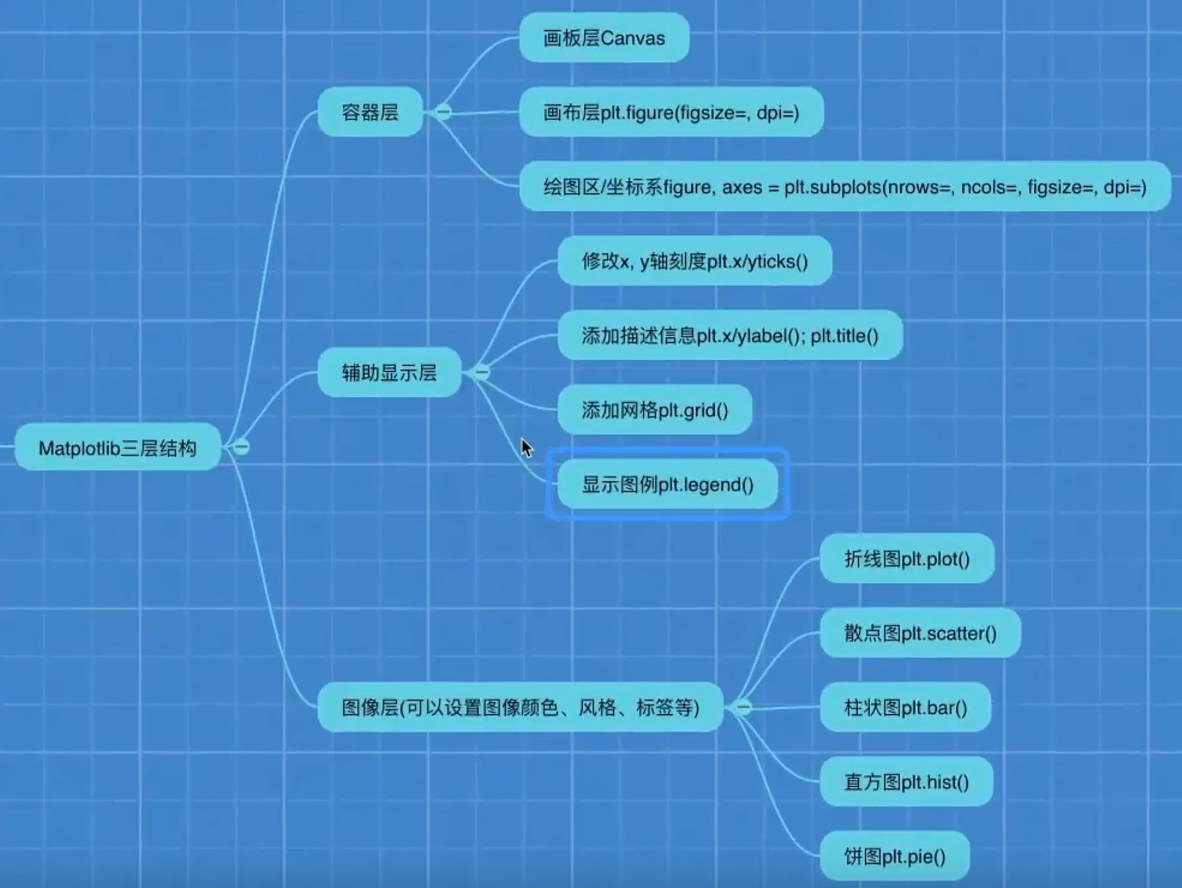 Matplotlib三层结构
容器层
画板层Canvas
画布层plt.figure(figsize=, dpi=)
绘图区/坐标系figure, axes = plt.subplots(nrows=, ncols=, figsize=, dpi=)
辅助显示层
修改x, y轴刻度plt.x/yticks()
添加描述信息plt.x/ylabel(); plt.title()
添加网格plt.grid()
显示图例plt.legend()
图像层(可以设置图像颜色、风格、标签等)
折线图plt.plot()
散点图plt.scatter()
柱状图plt.bar()
直方图plt.hist()
饼图plt.pie()